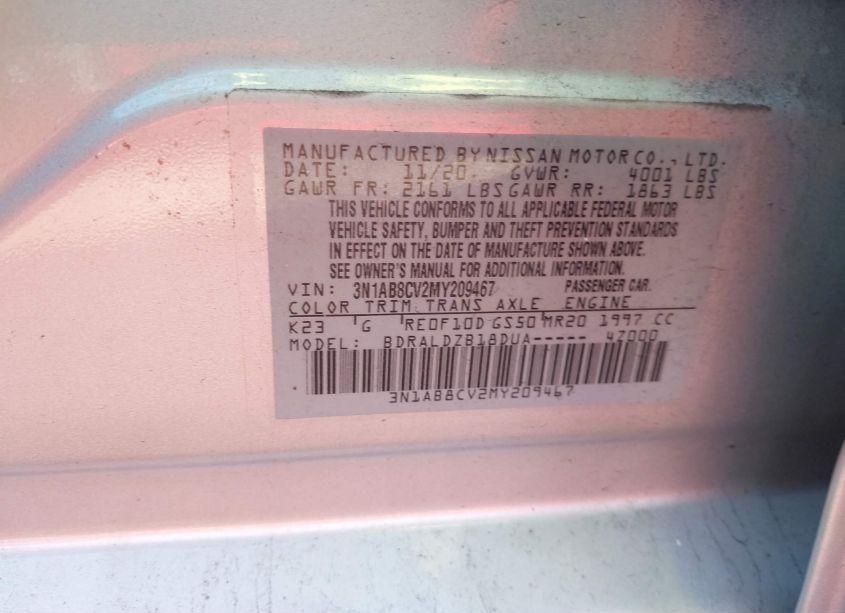 MANUFACTURED BY NISSAN MOTOR CO., LTD.
DATE: 11/20 GVWR: 4001 LBS
GAWR FR: 2161 LBS GAWR RR: 1863 LBS
THIS VEHICLE CONFORMS TO ALL APPLICABLE FEDERAL MOTOR
VEHICLE SAFETY, BUMPER AND THEFT PREVENTION STANDARDS
IN EFFECT ON THE DATE OF MANUFACTURE SHOWN ABOVE.
SEE OWNER'S MANUAL FOR ADDITIONAL INFORMATION.
VIN: 3N1AB8CV2MY209467 PASSENGER CAR.
COLOR TRIM TRANS AXLE ENGINE
K23 G RE0F10D GS50 MR20 1997 CC
MODEL: BDRALDZB18DUA----- 4Z000
3N1AB8CV2MY209467